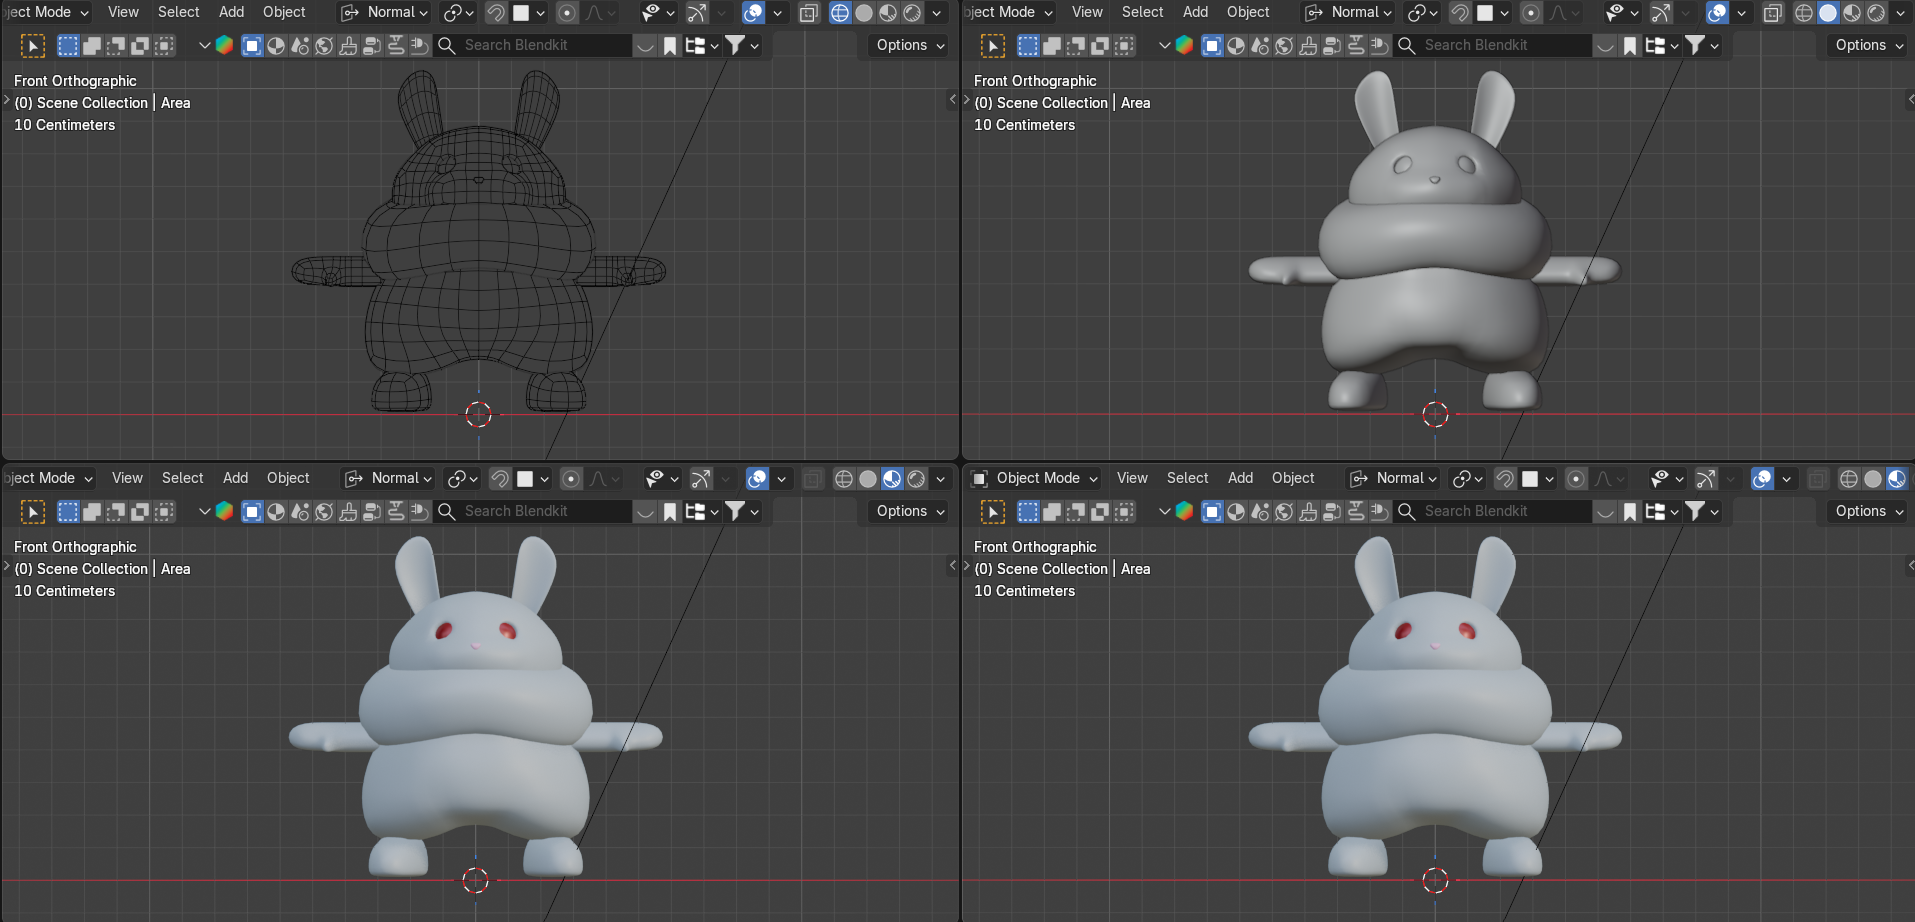 ject Mode View Select Add Object Normal
Search Blendkit Options
Front Orthographic
(0) Scene Collection | Area
10 Centimeters
ject Mode View Select Add Object Normal
Search Blendkit Options
Front Orthographic
(0) Scene Collection | Area
10 Centimeters
ject Mode View Select Add Object Normal
Search Blendkit Options
Front Orthographic
(0) Scene Collection | Area
10 Centimeters
Object Mode View Select Add Object Normal
Search Blendkit Options
Front Orthographic
(0) Scene Collection | Area
10 Centimeters